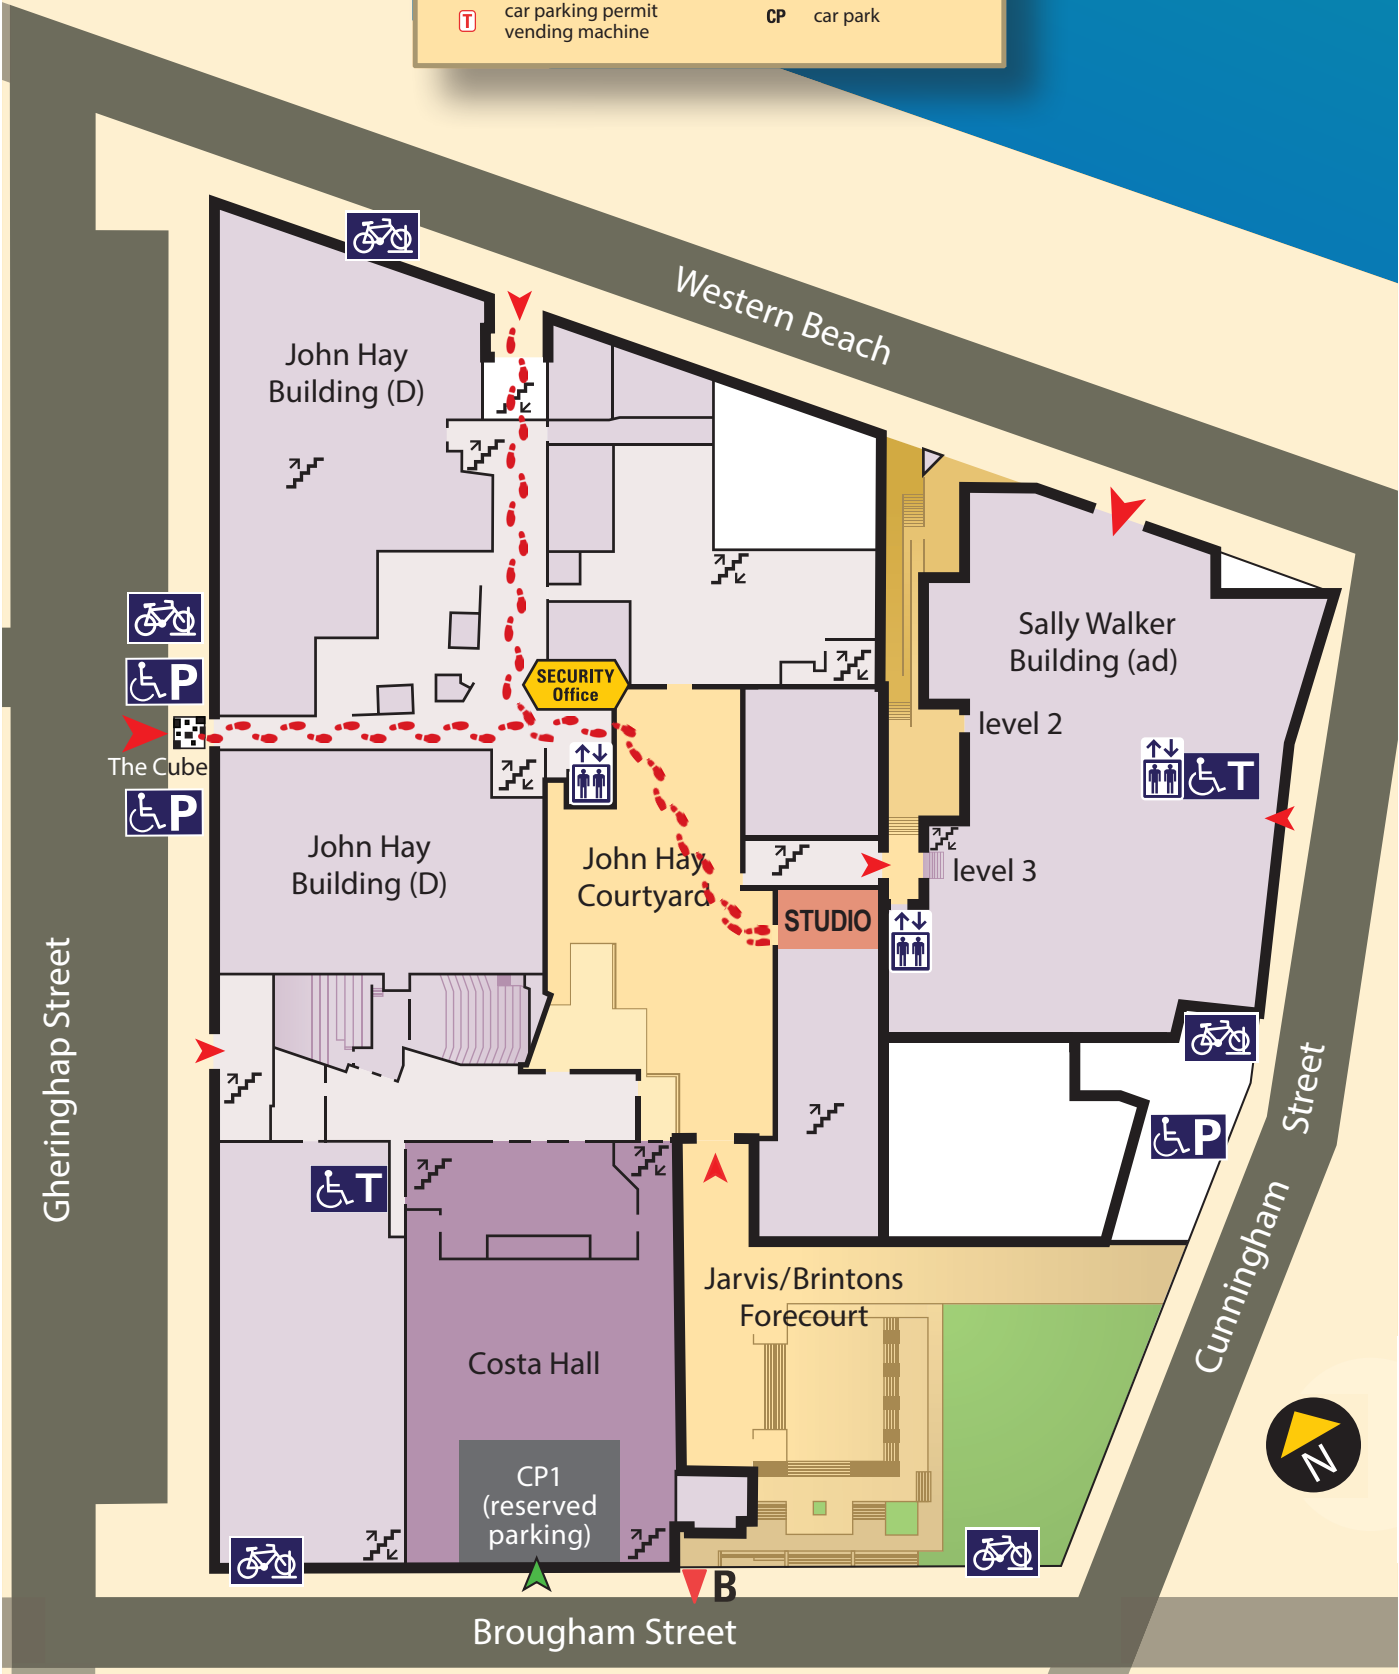 T
car parking permit
vending machine
CP
car park
Western Beach
John Hay
Building (D)
Sally Walker
Building (ad)
P
SECURITY
Office
level 2
The Cube
T
P
John Hay
Building (D)
John Hay
Courtyard
level 3
STUDIO
Gheringhap Street
Cunningham Street
P
T
Jarvis/Brintons
Forecourt
Costa Hall
CP1
(reserved
parking)
N
B
Brougham Street